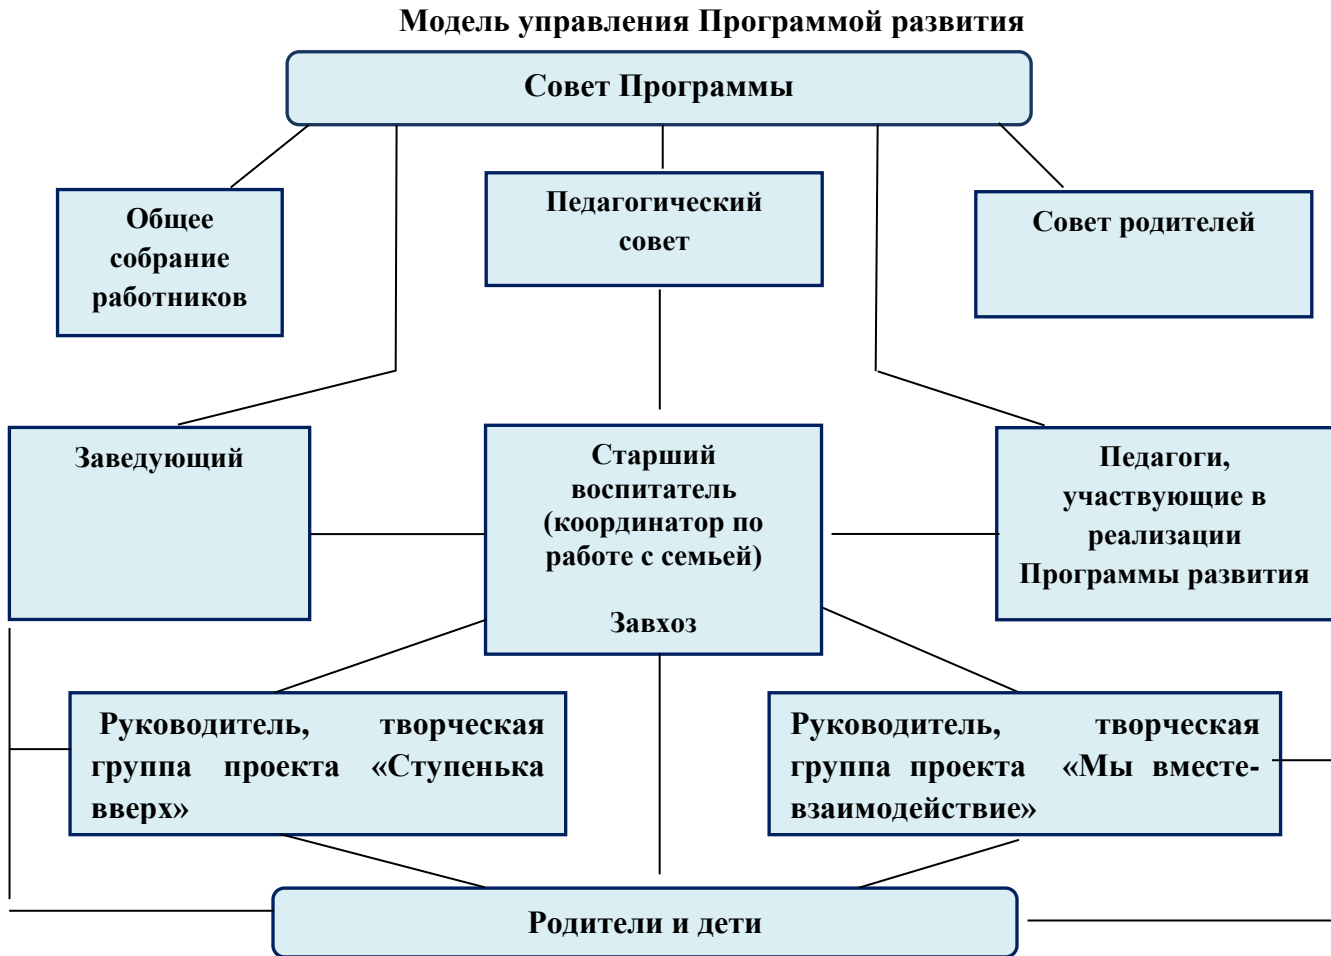 Модель управления Программой развития
Совет Программы
Общее
собрание
работников
Педагогический
совет
Совет родителей
Заведующий
Старший
воспитатель
(координатор по
работе с семьей)
Завхоз
Педагоги,
участвующие в
реализации
Программы развития
Руководитель, творческая
группа проекта «Ступенька
вверх»
Руководитель, творческая
группа проекта «Мы вместе-
взаимодействие»
Родители и дети